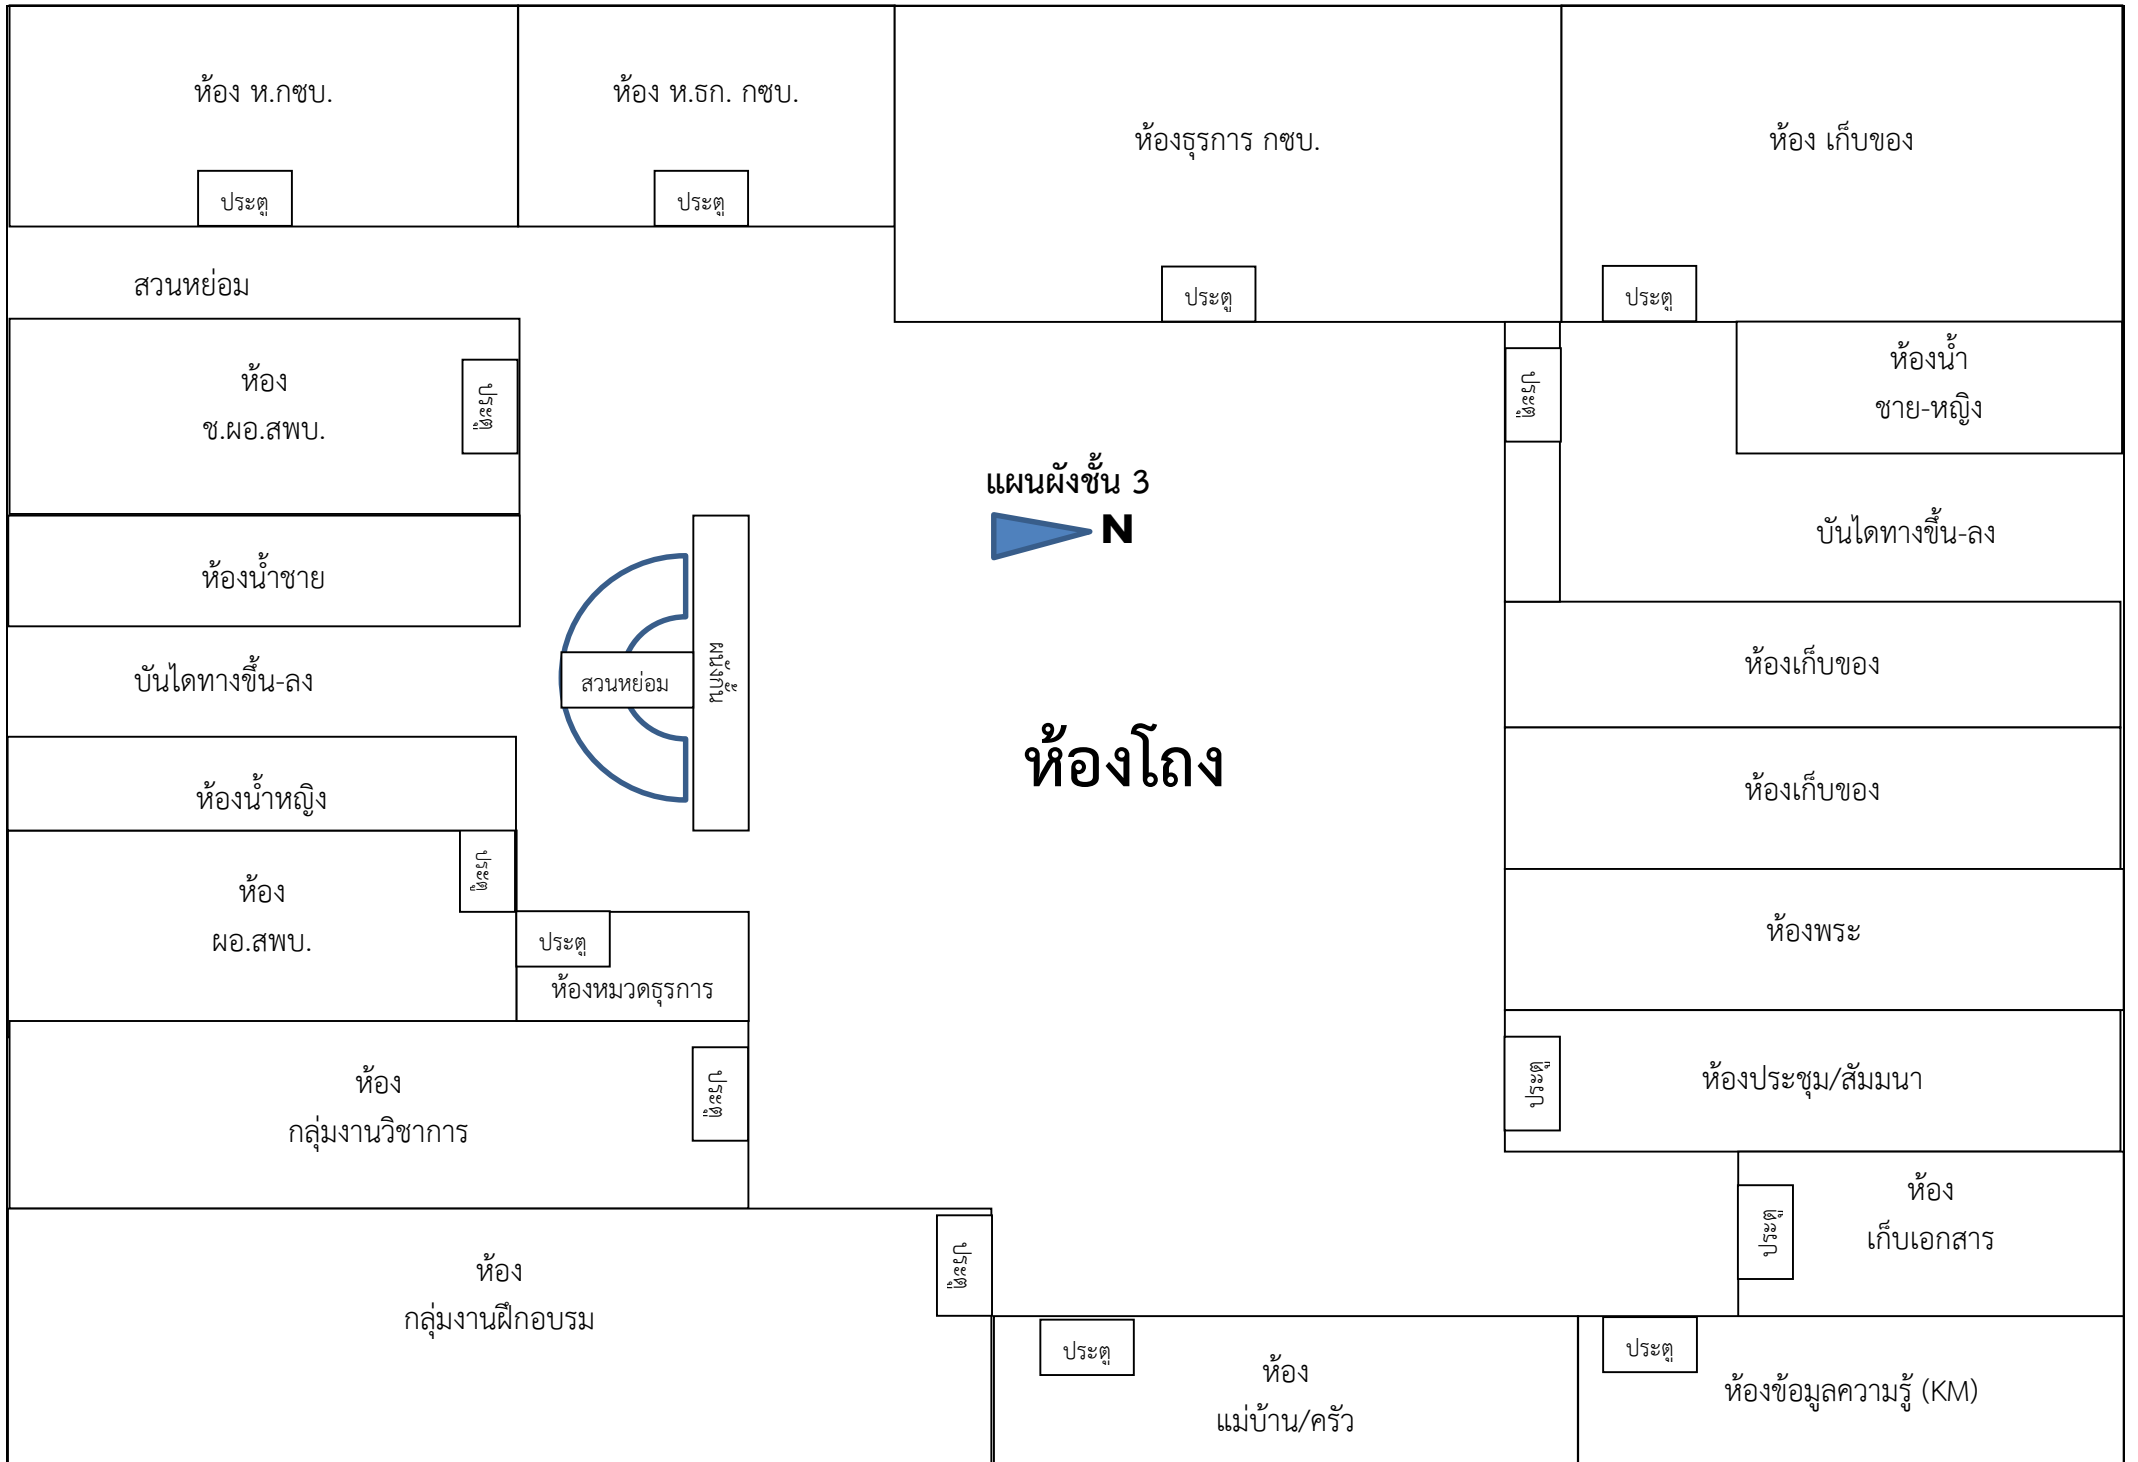 ห้อง ห.กซบ.
ห้อง ห.ธก. กซบ.
ห้องธุรการ กซบ.
ห้อง เก็บของ
ประตู
ประตู
ประตู
ประตู
สวนหย่อม
ห้อง
ช.ผอ.สพบ.
ประตู
ประตู
ห้องน้ำ
ชาย-หญิง
แผนผังชั้น 3
N
บันไดทางขึ้น-ลง
ห้องน้ำชาย
บันไดทางขึ้น-ลง
สวนหย่อม
ผนังกั้น
ห้องโถง
ห้องเก็บของ
ห้องเก็บของ
ห้องน้ำหญิง
ประตู
ห้อง
ผอ.สพบ.
ประตู
ห้องหมวดธุรการ
ห้องพระ
ห้อง
กลุ่มงานวิชาการ
ประตู
ประตู
ห้องประชุม/สัมมนา
ห้อง
เก็บเอกสาร
ประตู
ห้อง
กลุ่มงานฝึกอบรม
ประตู
ประตู
ห้อง
แม่บ้าน/ครัว
ประตู
ห้องข้อมูลความรู้ (KM)